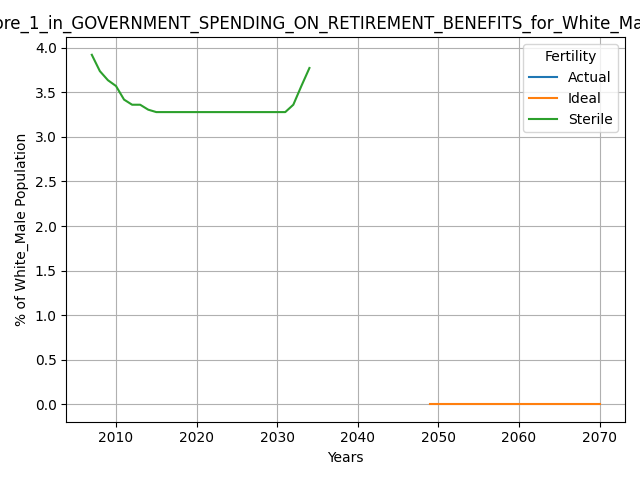 ore_1_in_GOVERNMENT_SPENDING_ON_RETIREMENT_BENEFITS_for_White_Ma
Fertility
Actual
Ideal
Sterile
% of White_Male Population
4.0
3.5
3.0
2.5
2.0
1.5
1.0
0.5
0.0
2010 2020 2030 2040 2050 2060 2070
Years